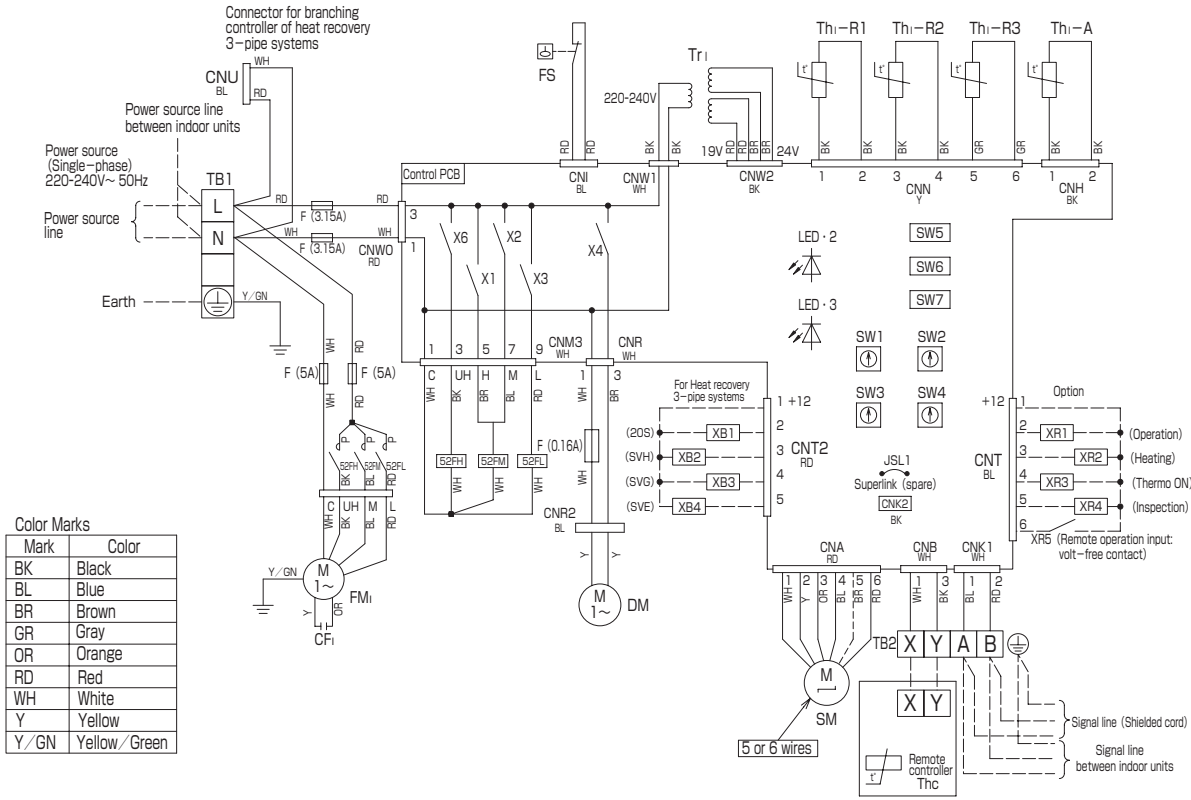 Connector for branching
controller of heat recovery
3-pipe systems
WH
CNU
BL
RD
Power source line
between indoor units
Power source
(Single-phase)
220-240V~ 50Hz
TB1
Power source
line
L
N
Earth
Y/GN
RD
F (3.15A)
RD
WH
F (3.15A)
WH
CNW0
RD
3
1
Control PCB
FS
RD
RD
CNI
BL
Tr1
220-240V
BK
BK
CNW1
WH
19V
RD
RD
BR
BR
24V
CNW2
BK
Th1-R1
Th1-R2
Th1-R3
Th1-A
t°
t°
t°
t°
BK
BK
BK
BK
GR
GR
BK
BK
1
2
3
4
5
6
CNN
Y
1
2
CNH
BK
X6
X2
X4
X1
X3
LED・2
LED・3
SW5
SW6
SW7
SW1
SW2
SW3
SW4
WH
RD
F (5A)
F (5A)
WH
RD
P
P
P
52FH
52FM
52FL
BK
BL
RD
C
UH
M
L
WH
BK
BL
RD
Y/GN
M
1~
FM1
Y
OR
CF1
1
3
5
7
9
CNM3
WH
C
UH
H
M
L
WH
BK
BR
BL
RD
52FH
52FM
52FL
WH
WH
WH
CNR
WH
1
3
WH
BR
F (0.16A)
WH
CNR2
BL
Y
Y
M
1~
DM
For Heat recovery
3-pipe systems
1 +12
2
3
4
5
(20S)
XB1
(SVH)
XB2
(SVG)
XB3
(SVE)
XB4
CNT2
RD
JSL1
Superlink (spare)
CNK2
BK
+12
1
2
3
4
5
6
CNT
BL
Option
XR1
(Operation)
XR2
(Heating)
XR3
(Thermo ON)
XR4
(Inspection)
XR5 (Remote operation input:
volt-free contact)
CNA
RD
1
2
3
4
5
6
WH
Y
OR
BL
BR
RD
M
SM
5 or 6 wires
CNB
WH
1
3
WH
BK
CNK1
WH
1
2
BL
RD
TB2
X
Y
A
B
X
Y
t°
Remote
controller
Thc
Signal line (Shielded cord)
Signal line
between indoor units
Color Marks
Mark Color
BK Black
BL Blue
BR Brown
GR Gray
OR Orange
RD Red
WH White
Y Yellow
Y/GN Yellow/Green